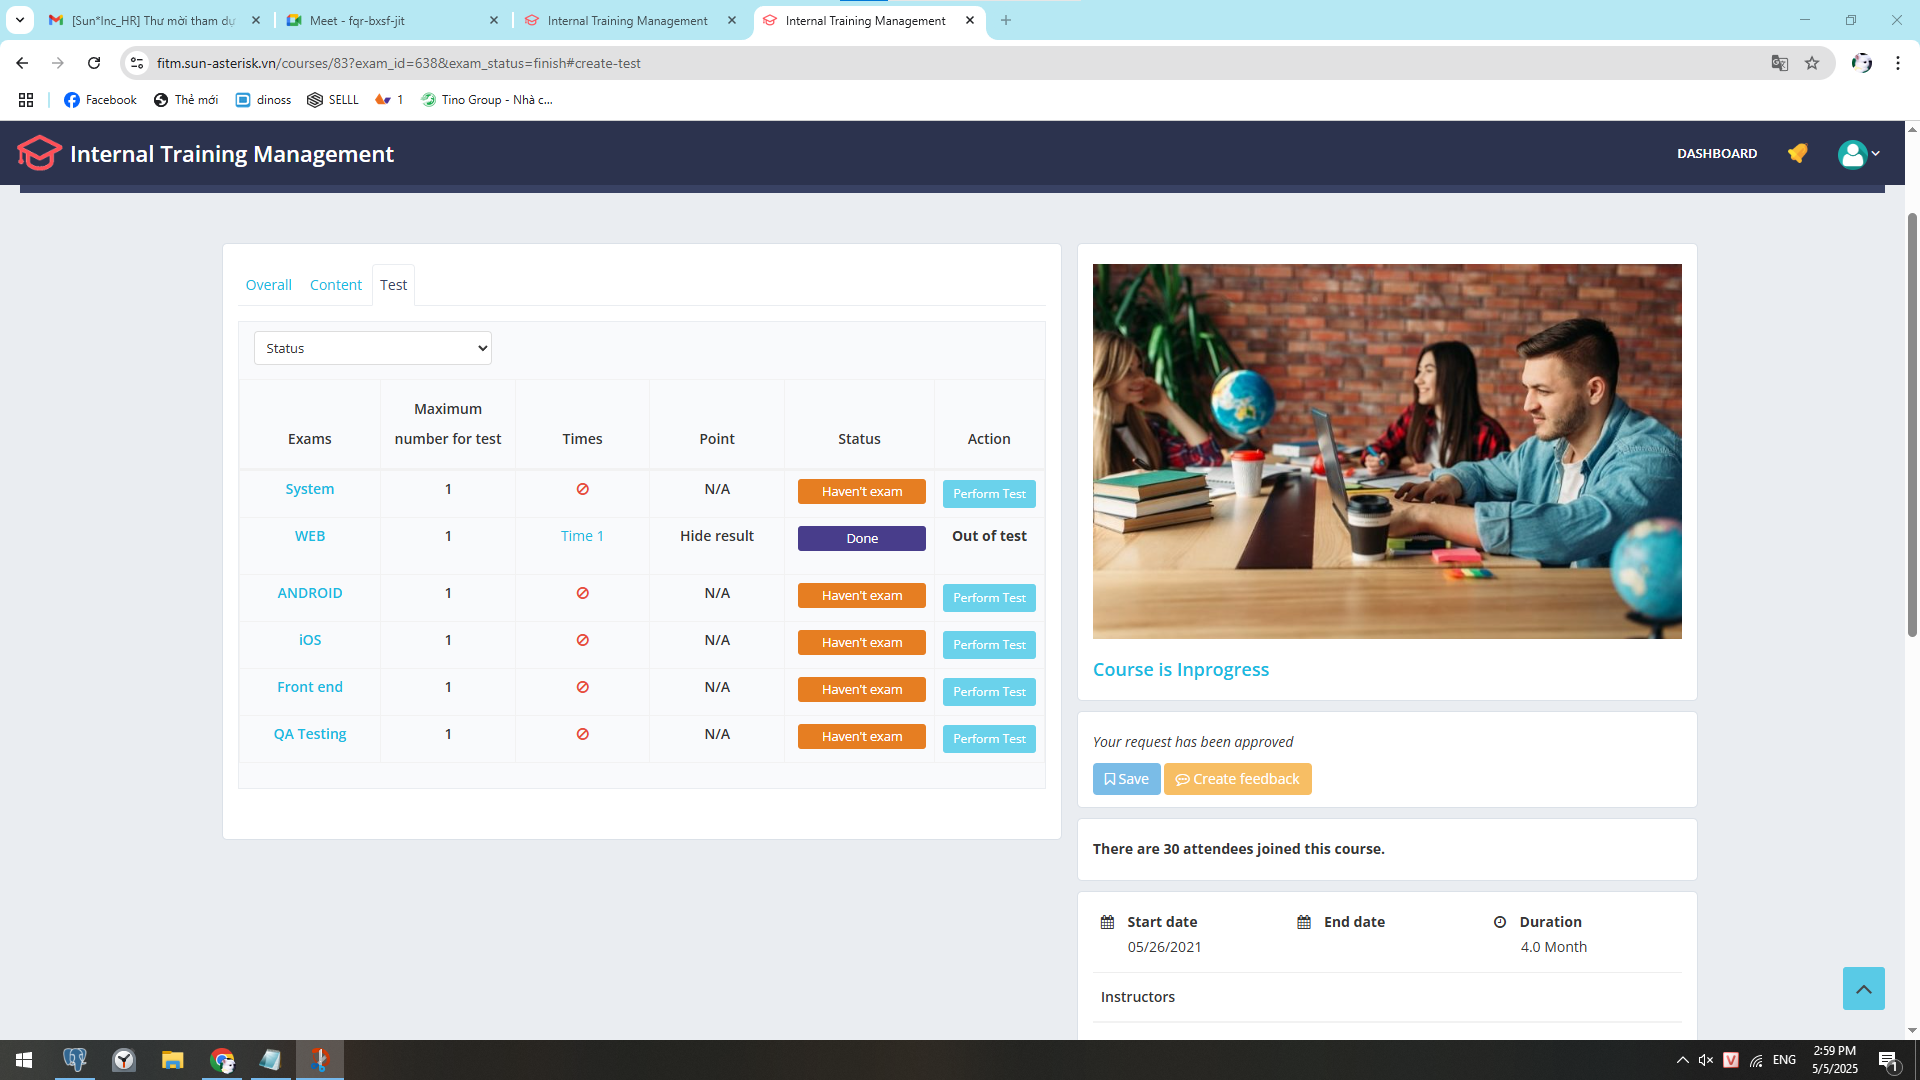 [Sun*Inc_HR] Thư mời tham dự
Meet - fqr-bxsf-jit
Internal Training Management
Internal Training Management
fitm.sun-asterisk.vn/courses/83?exam_id=638&exam_status=finish#create-test
Facebook
Thẻ mới
dinoss
SELLL
1
Tino Group - Nhà c...
Internal Training Management
DASHBOARD
Overall
Content
Test
Status
Exams
Maximum
number for test
Times
Point
Status
Action
System
1
N/A
Haven't exam
Perform Test
WEB
1
Time 1
Hide result
Done
Out of test
ANDROID
1
N/A
Haven't exam
Perform Test
iOS
1
N/A
Haven't exam
Perform Test
Front end
1
N/A
Haven't exam
Perform Test
QA Testing
1
N/A
Haven't exam
Perform Test
Course is Inprogress
Your request has been approved
Save
Create feedback
There are 30 attendees joined this course.
Start date
05/26/2021
End date
Duration
4.0 Month
Instructors
V
ENG
2:59 PM
5/5/2025
1